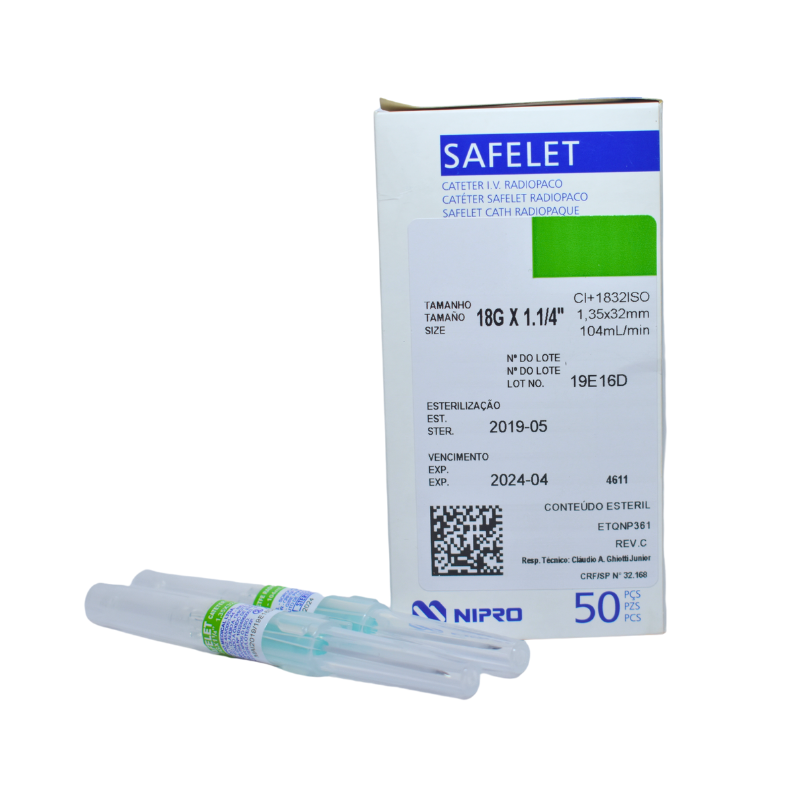 SAFELET
CATETER I.V. RADIOPACO
CATÉTER SAFELET RADIOPACO
SAFELET CATH RADIOPAQUE
TAMANHO
TAMAÑO
SIZE
18G X 1.1/4"
CI+1832ISO
1,35x32mm
104mL/min
Nº DO LOTE
Nº DO LOTE
LOT NO.
19E16D
ESTERILIZAÇÃO
EST.
STER.
2019-05
VENCIMENTO
EXP.
EXP.
2024-04
4611
CONTEÚDO ESTERIL
ETQNP361
REV.C
Resp. Técnico: Cláudio A. Ghiotti Junior
CRF/SP Nº 32.168
NIPRO
50
PÇS
PZS
PCS